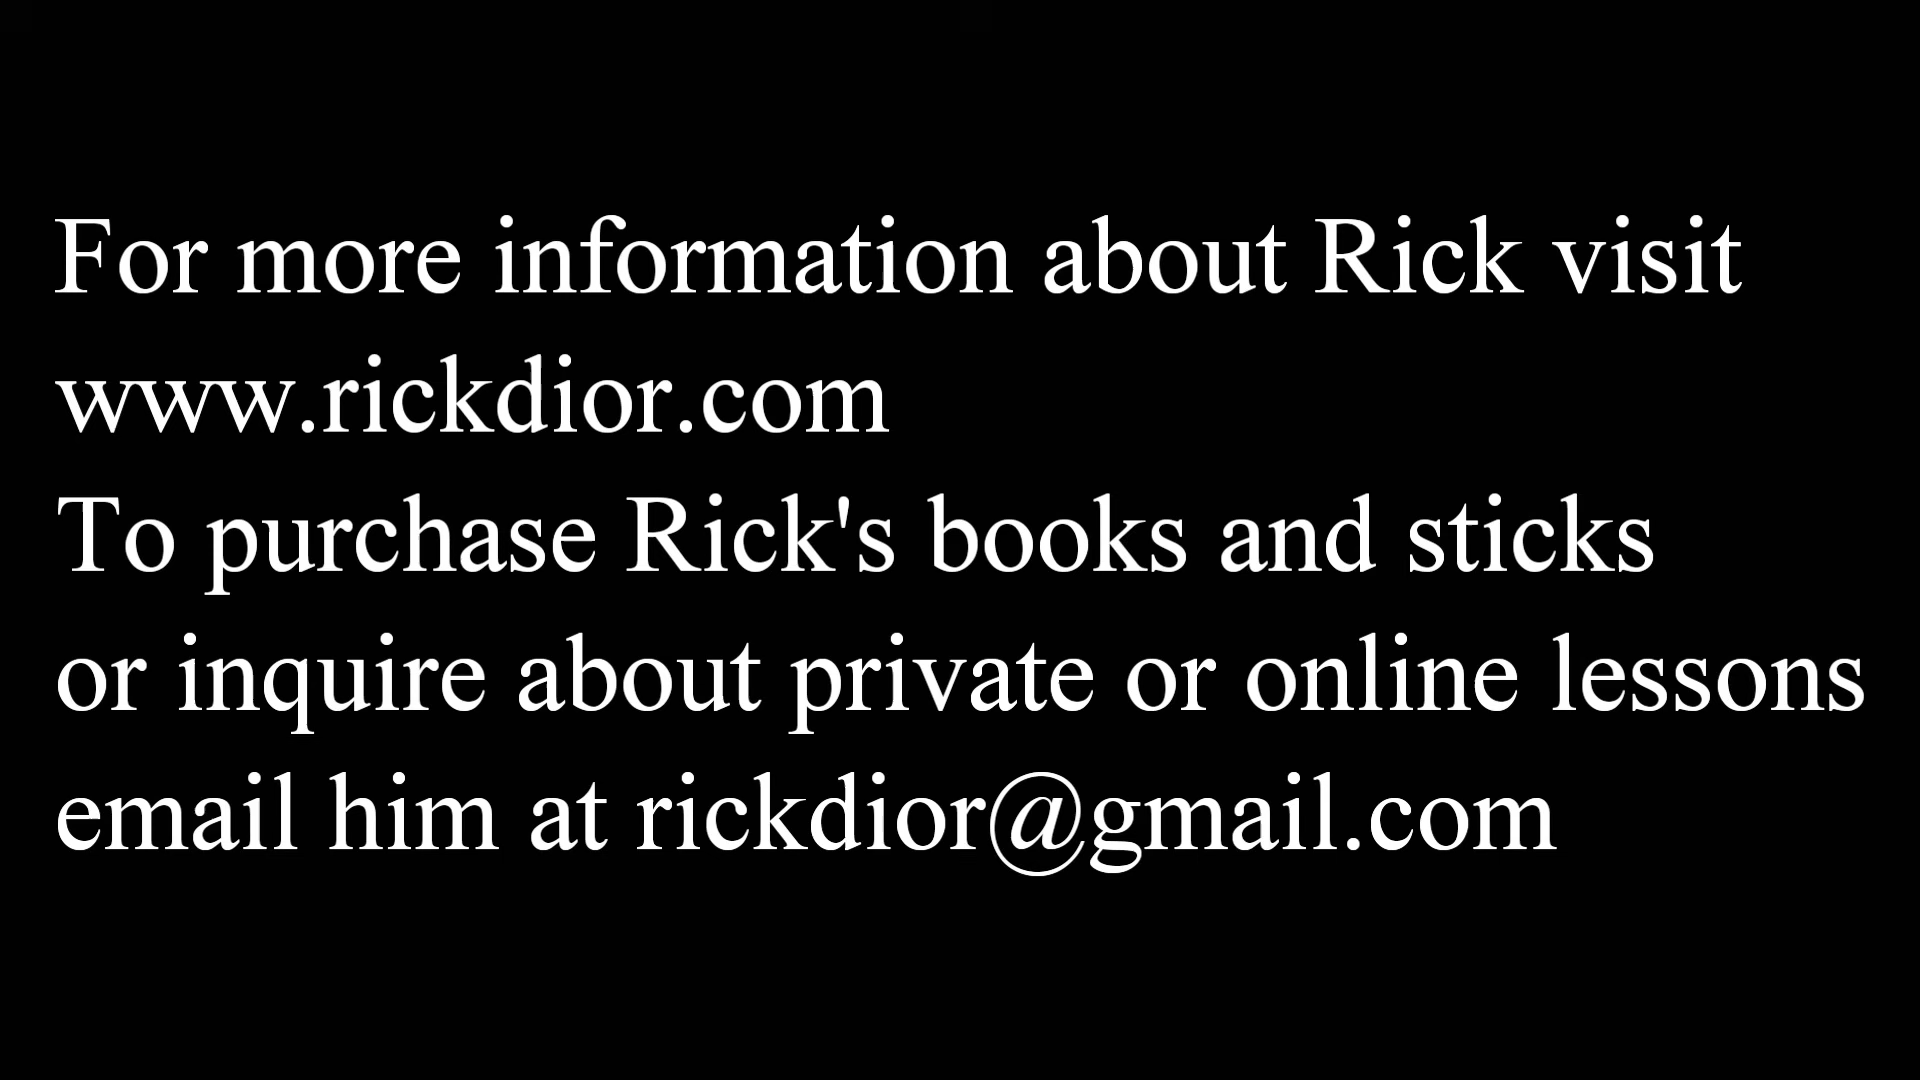 For more information about Rick visit
www.rickdior.com
To purchase Rick's books and sticks
or inquire about private or online lessons
email him at rickdior@gmail.com